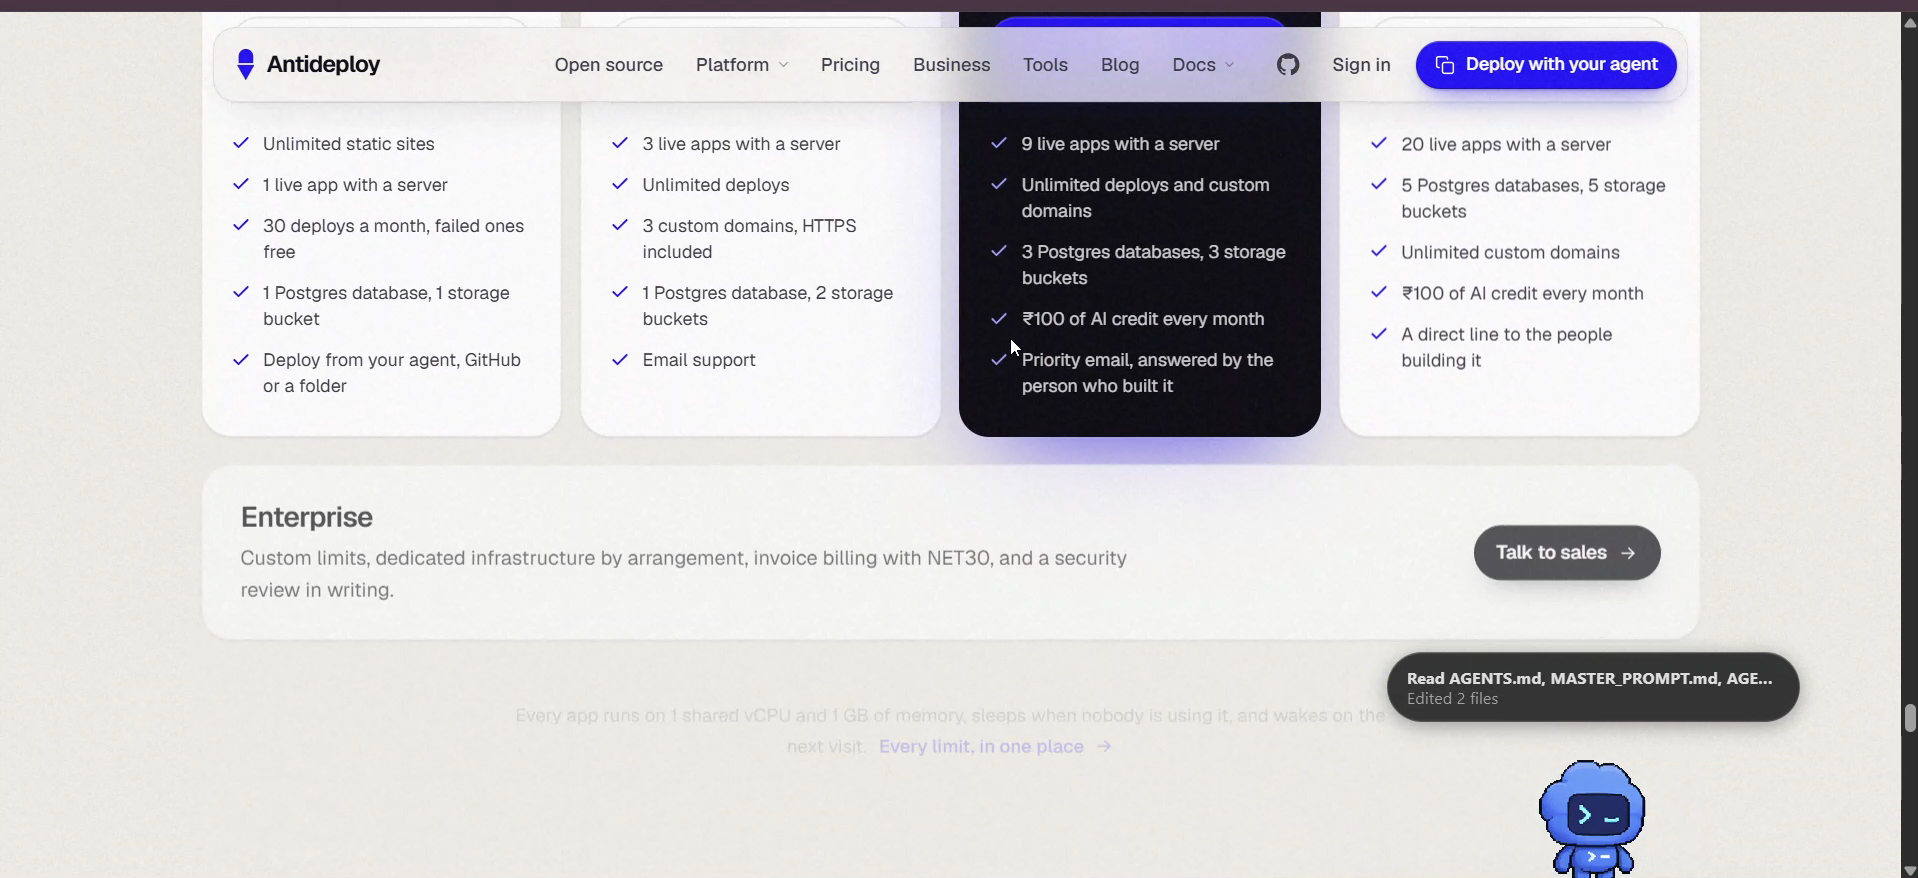 Antideploy
Open source
Platform
Pricing
Business
Tools
Blog
Docs
Sign in
Deploy with your agent
Unlimited static sites
1 live app with a server
30 deploys a month, failed ones
free
1 Postgres database, 1 storage
bucket
Deploy from your agent, GitHub
or a folder
3 live apps with a server
Unlimited deploys
3 custom domains, HTTPS
included
1 Postgres database, 2 storage
buckets
Email support
9 live apps with a server
Unlimited deploys and custom
domains
3 Postgres databases, 3 storage
buckets
₹100 of AI credit every month
Priority email, answered by the
person who built it
20 live apps with a server
5 Postgres databases, 5 storage
buckets
Unlimited custom domains
₹100 of AI credit every month
A direct line to the people
building it
Enterprise
Custom limits, dedicated infrastructure by arrangement, invoice billing with NET30, and a security
review in writing.
Talk to sales
Read AGENTS.md, MASTER_PROMPT.md, AGE...
Edited 2 files
Every app runs on 1 shared vCPU and 1 GB of memory, sleeps when nobody is using it, and wakes on the
next visit. Every limit, in one place